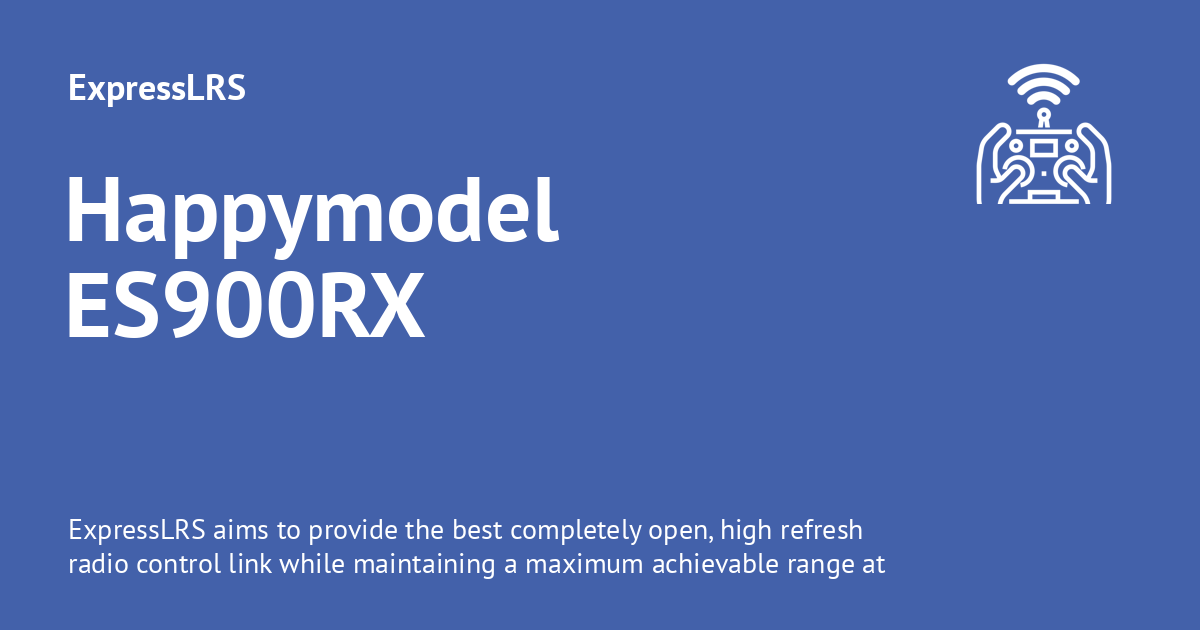 ExpressLRS
Happymodel
ES900RX
ExpressLRS aims to provide the best completely open, high refresh
radio control link while maintaining a maximum achievable range at